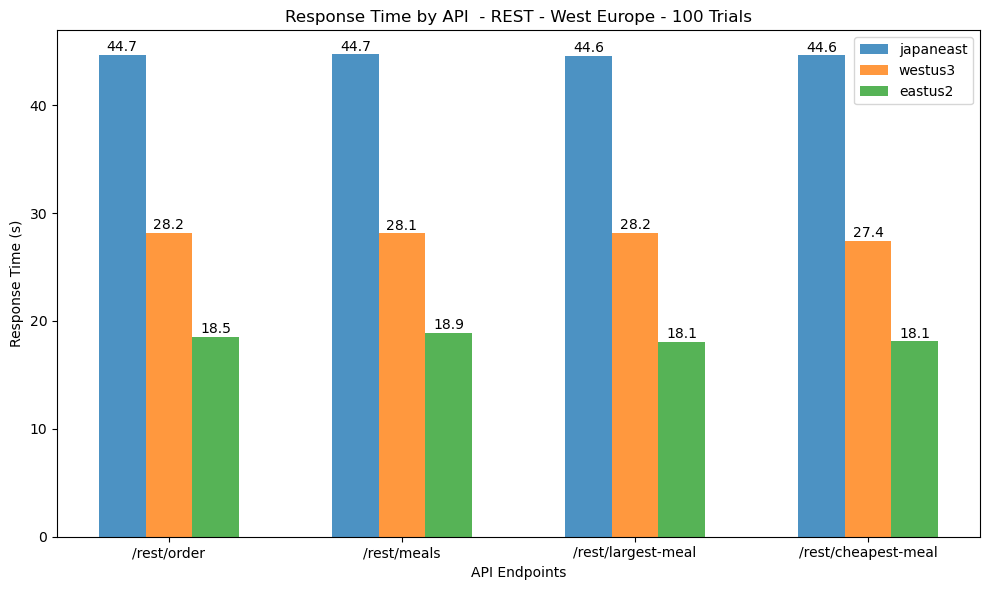 Response Time by API  - REST - West Europe - 100 Trials
japaneast
westus3
eastus2
44.7
28.2
18.5
44.7
28.1
18.9
44.6
28.2
18.1
44.6
27.4
18.1
Response Time (s)
40
30
20
10
0
/rest/order
/rest/meals
/rest/largest-meal
/rest/cheapest-meal
API Endpoints